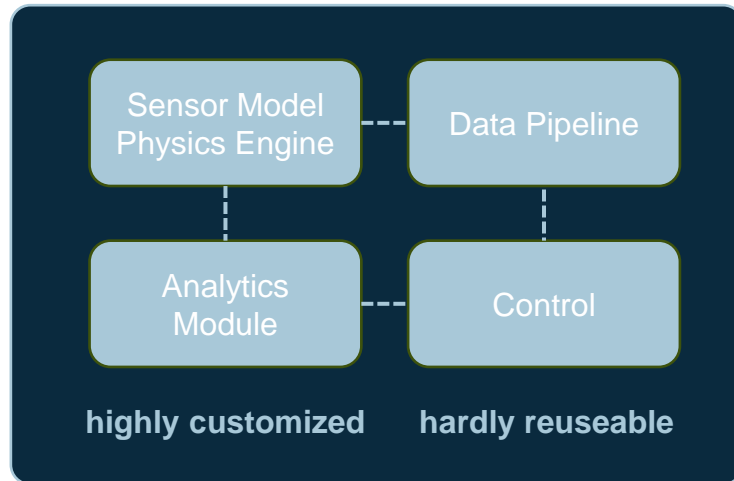 Sensor Model
Physics Engine
Data Pipeline
Analytics
Module
Control
highly customized
hardly reuseable